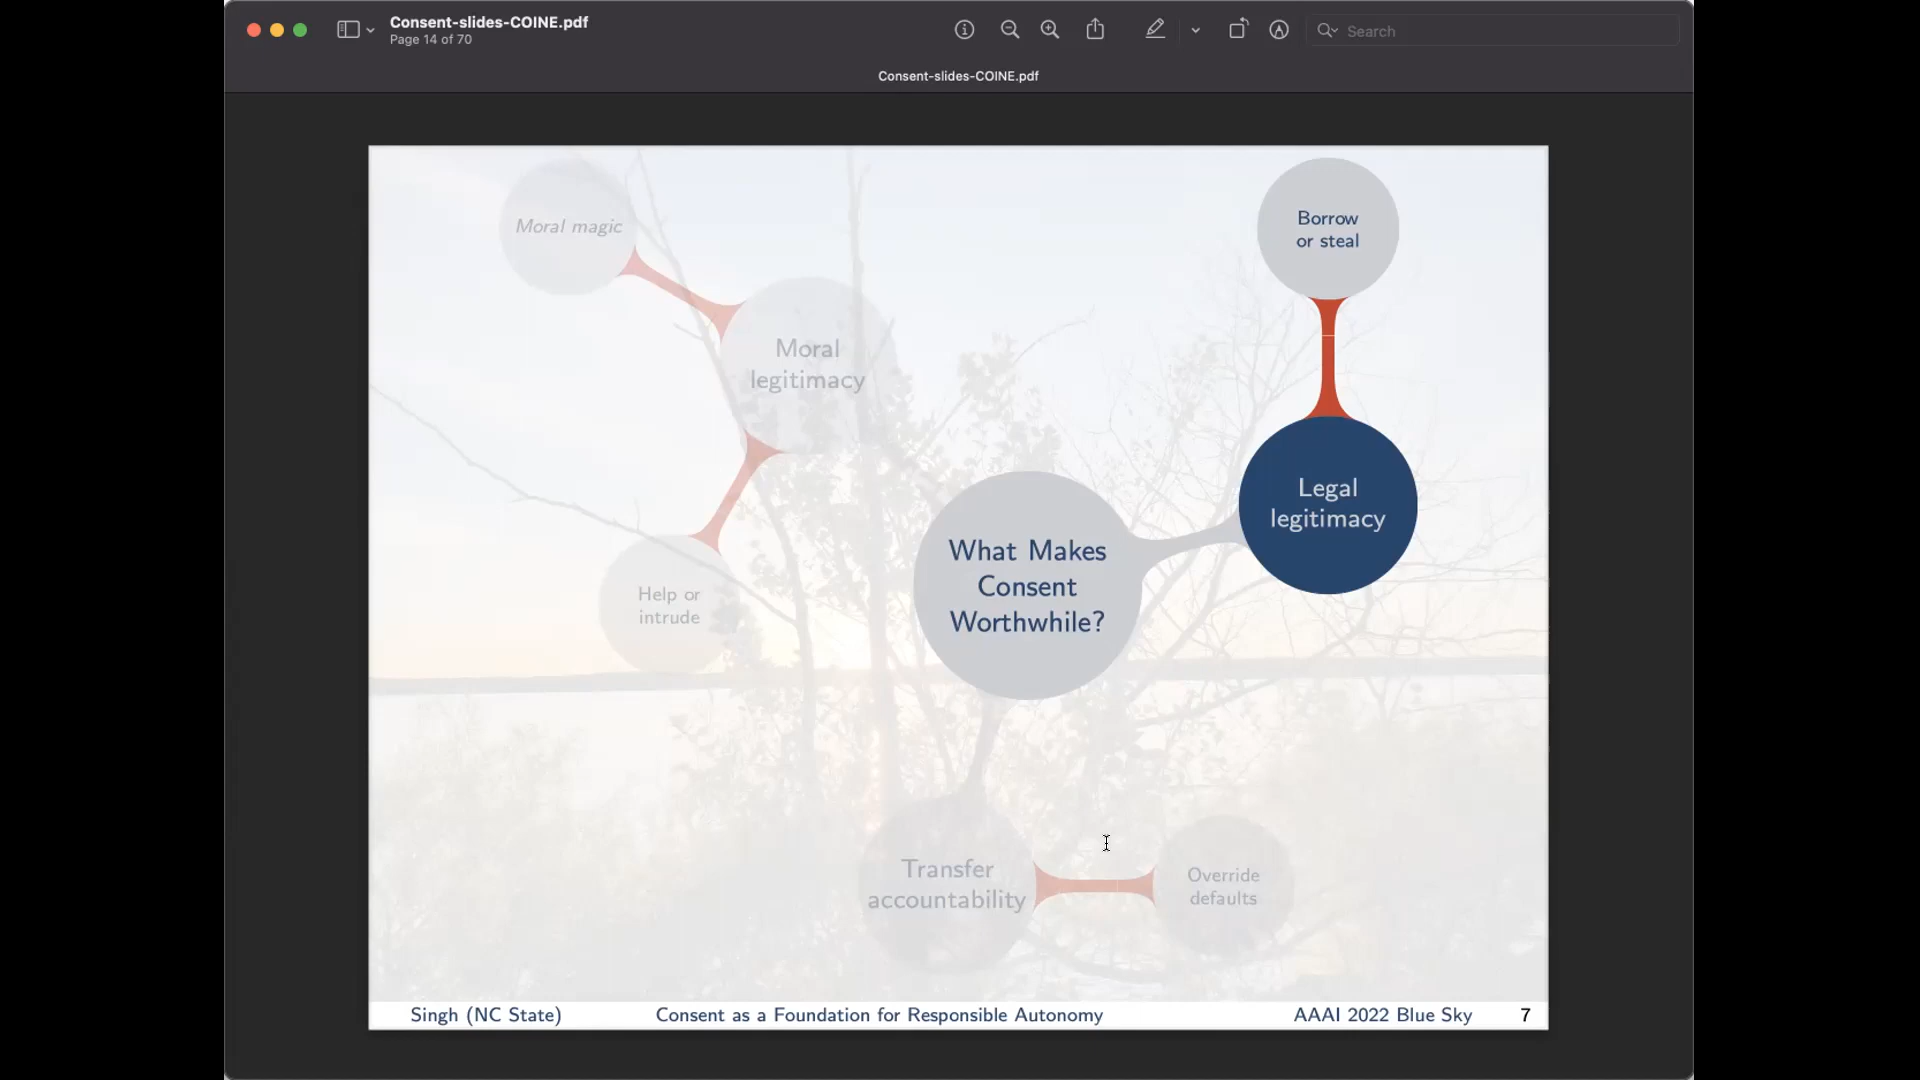 Consent-slides-COINE.pdf
Page 14 of 70
Search
Consent-slides-COINE.pdf
Moral magic
Borrow
or steal
Moral
legitimacy
Legal
legitimacy
What Makes
Consent
Worthwhile?
Help or
intrude
Transfer
accountability
Override
defaults
Singh (NC State)
Consent as a Foundation for Responsible Autonomy
AAAI 2022 Blue Sky
7